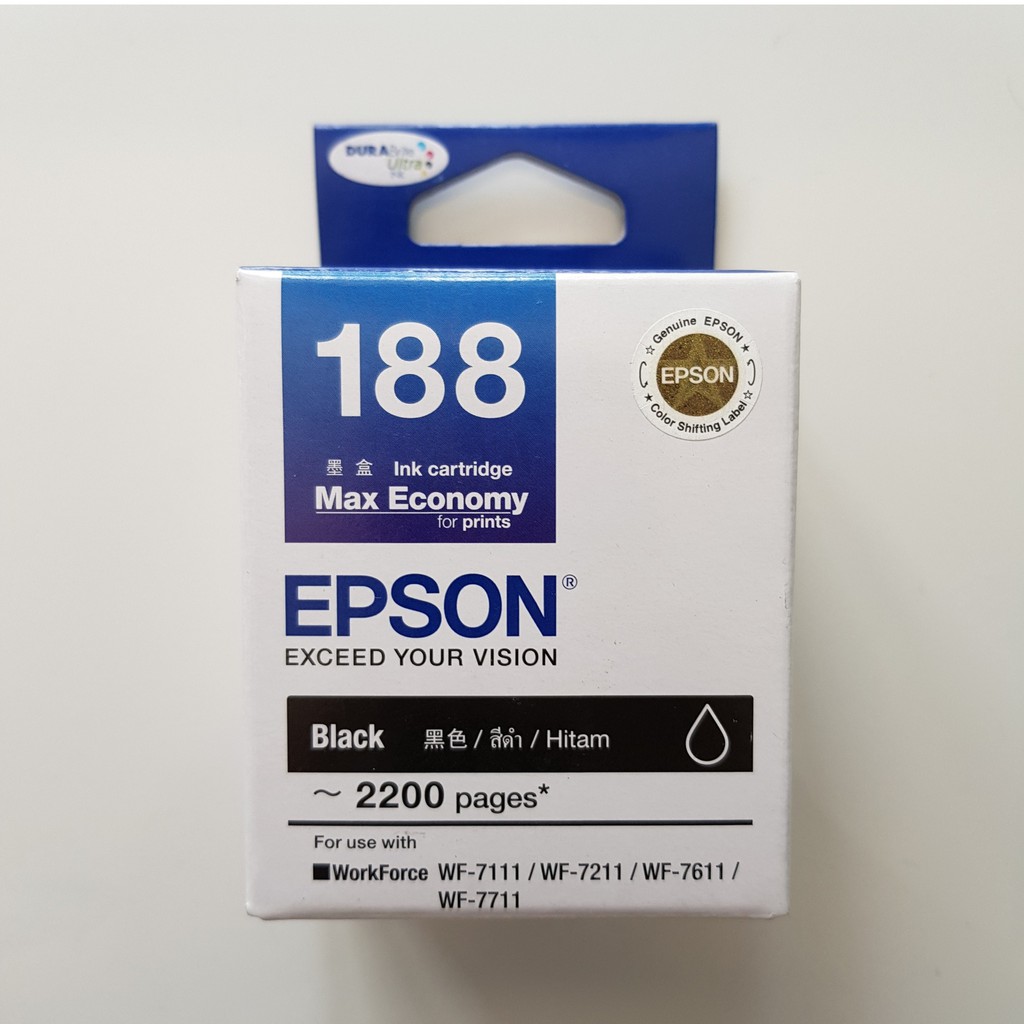 DURABrite
Ultra
188
墨盒 Ink cartridge
Max Economy
for prints
Genuine EPSON
EPSON
Color Shifting Label
EPSON®
EXCEED YOUR VISION
Black 黑色 / สีดำ / Hitam
~ 2200 pages*
For use with
WorkForce WF-7111 / WF-7211 / WF-7611 /
WF-7711